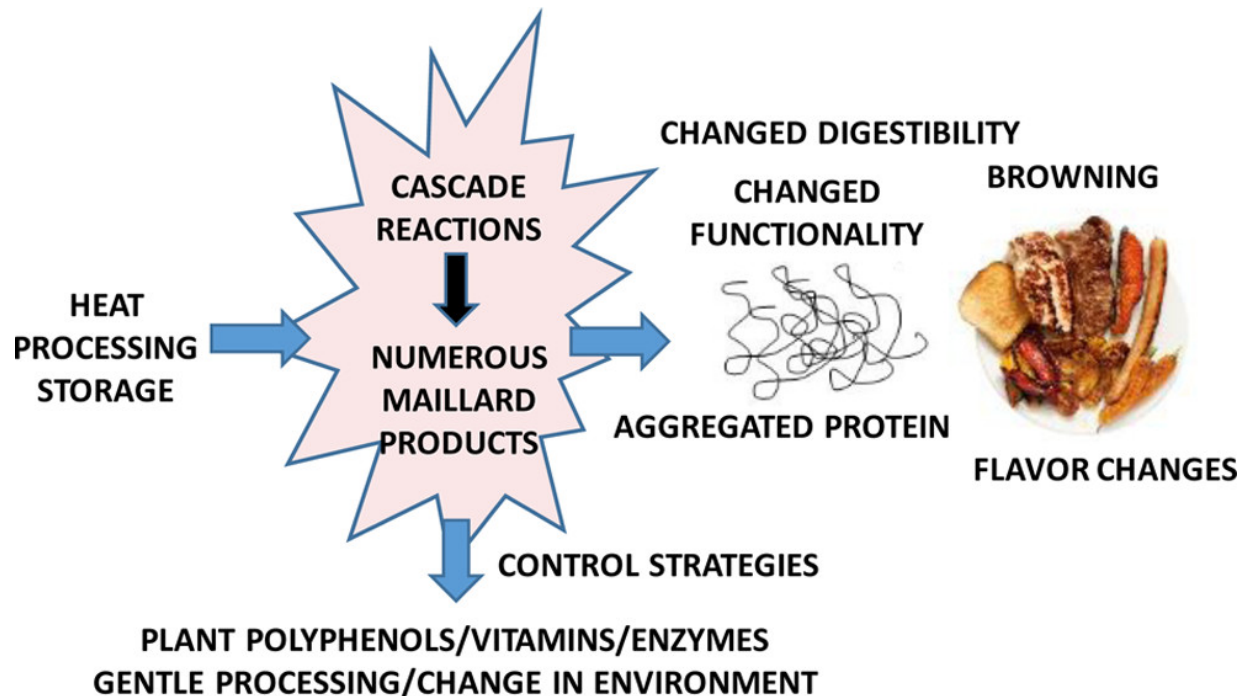 HEAT
PROCESSING
STORAGE
CASCADE
REACTIONS
NUMEROUS
MAILLARD
PRODUCTS
CHANGED DIGESTIBILITY
CHANGED
FUNCTIONALITY
BROWNING
AGGREGATED PROTEIN
FLAVOR CHANGES
CONTROL STRATEGIES
PLANT POLYPHENOLS/VITAMINS/ENZYMES
GENTLE PROCESSING/CHANGE IN ENVIRONMENT